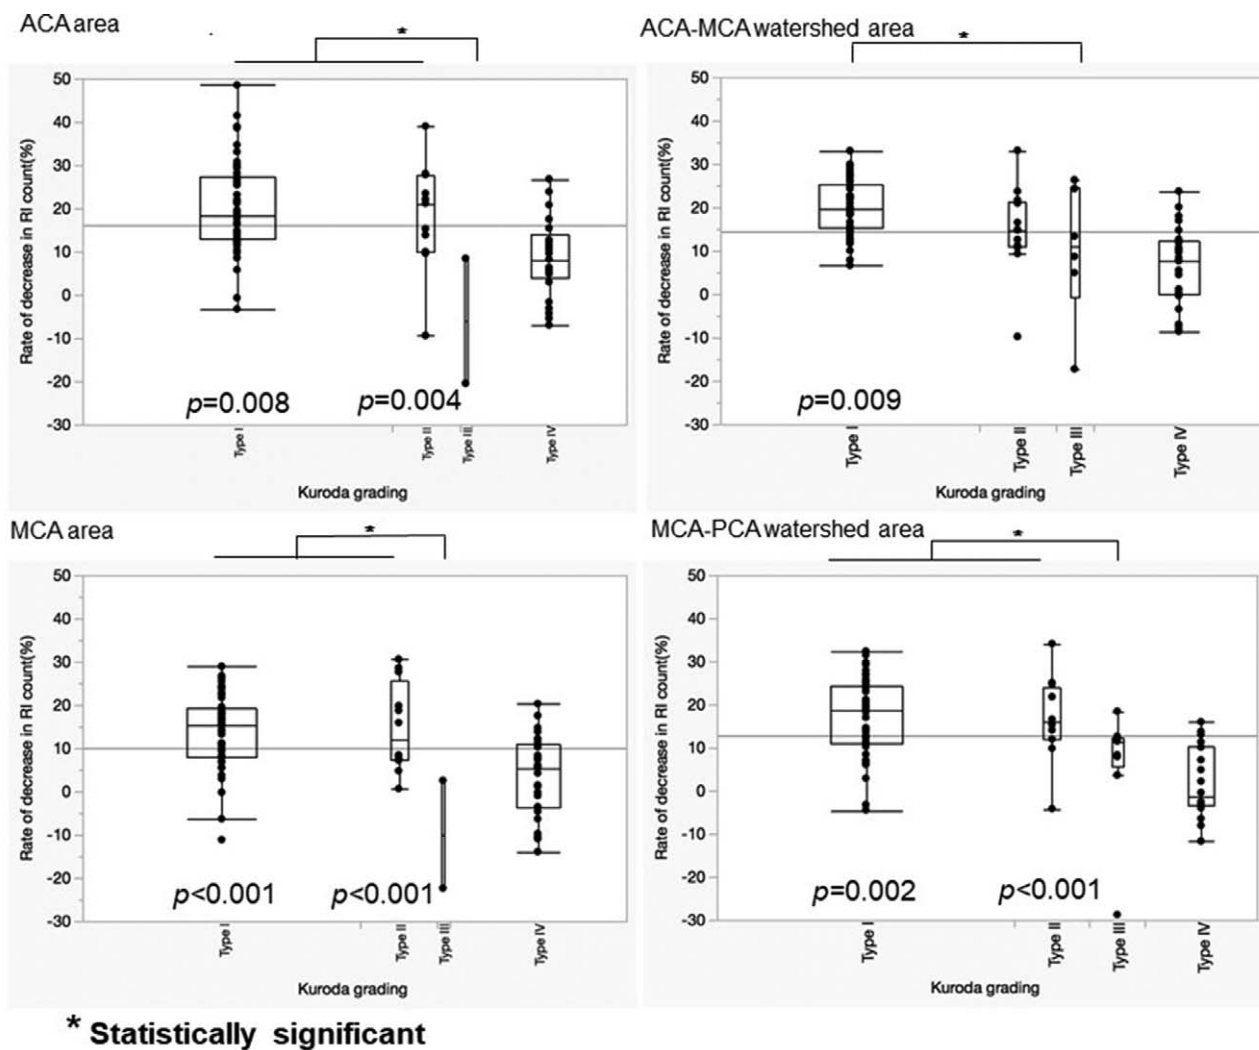 ACA area
*
50
40
30
20
10
0
-10
-20
-30
Rate of decrease in RI count(%)
p=0.008
p=0.004
Type I
Type II
Type III
Type IV
Kuroda grading
ACA-MCA watershed area
*
50
40
30
20
10
0
-10
-20
-30
Rate of decrease in RI count(%)
p=0.009
Type I
Type II
Type III
Type IV
Kuroda grading
MCA area
*
50
40
30
20
10
0
-10
-20
-30
Rate of decrease in RI count(%)
p<0.001
p<0.001
Type I
Type II
Type III
Type IV
Kuroda grading
MCA-PCA watershed area
*
50
40
30
20
10
0
-10
-20
-30
Rate of decrease in RI count(%)
p=0.002
p<0.001
Type I
Type II
Type III
Type IV
Kuroda grading
* Statistically significant